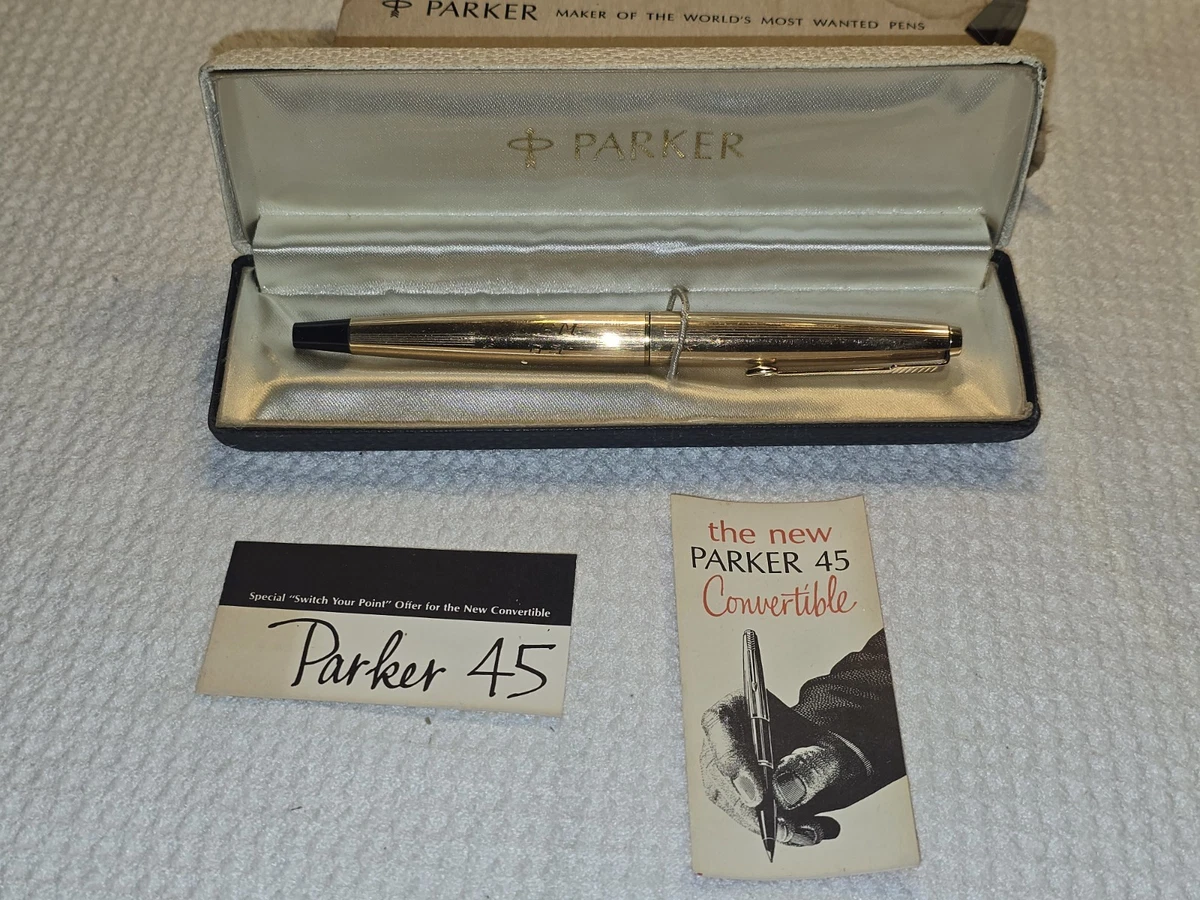 PARKER MAKER OF THE WORLD'S MOST WANTED PENS
PARKER
Special "Switch Your Point" Offer for the New Convertible
Parker 45
the new
PARKER 45
Convertible